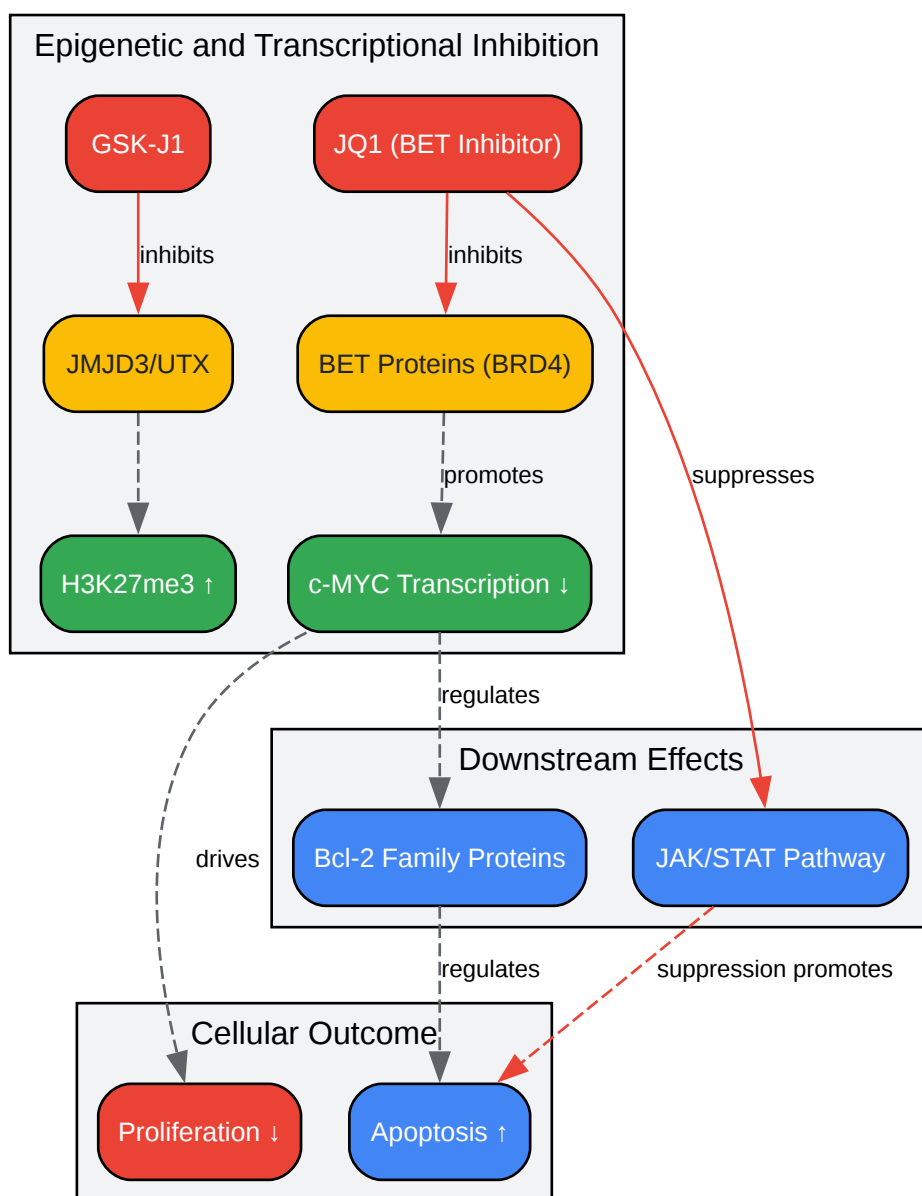 Epigenetic and Transcriptional Inhibition
GSK-J1
JQ1 (BET Inhibitor)
inhibits
inhibits
JMJD3/UTX
BET Proteins (BRD4)
promotes
suppresses
H3K27me3 ↑
c-MYC Transcription ↓
regulates
Downstream Effects
drives
Bcl-2 Family Proteins
JAK/STAT Pathway
regulates
suppression promotes
Cellular Outcome
Proliferation ↓
Apoptosis ↑